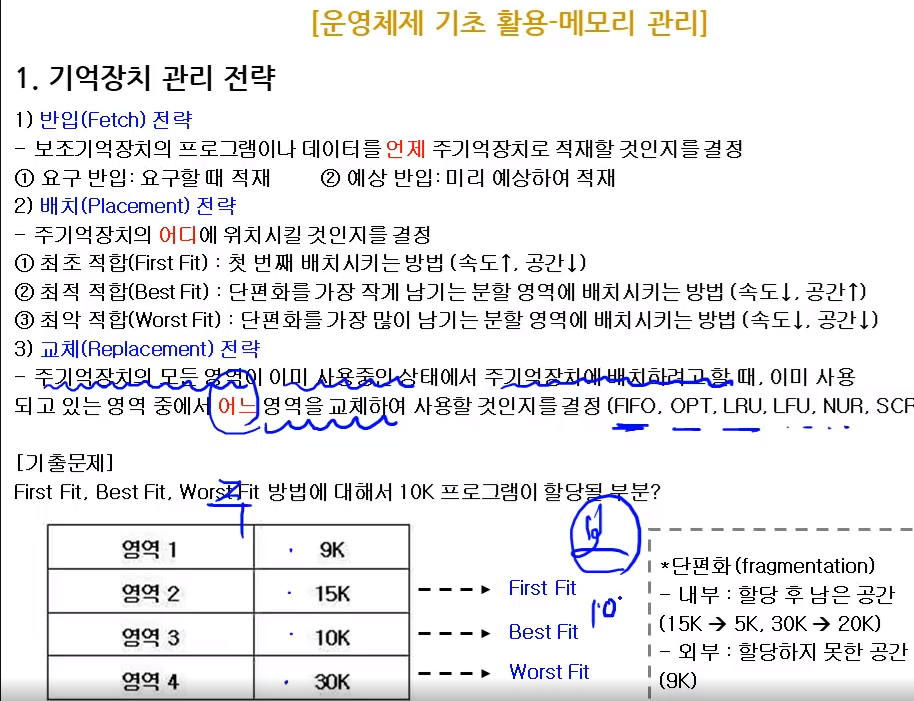 [운영체제 기초 활용-메모리 관리]
1. 기억장치 관리 전략
1) 반입(Fetch) 전략
- 보조기억장치의 프로그램이나 데이터를 언제 주기억장치로 적재할 것인지를 결정
① 요구 반입: 요구할 때 적재 ② 예상 반입: 미리 예상하여 적재
2) 배치(Placement) 전략
- 주기억장치의 어디에 위치시킬 것인지를 결정
① 최초 적합(First Fit) : 첫 번째 배치시키는 방법 (속도↑, 공간↓)
② 최적 적합(Best Fit) : 단편화를 가장 작게 남기는 분할 영역에 배치시키는 방법 (속도↓, 공간↑)
③ 최악 적합(Worst Fit) : 단편화를 가장 많이 남기는 분할 영역에 배치시키는 방법 (속도↓, 공간↓)
3) 교체(Replacement) 전략
- 주기억장치의 모든 영역이 이미 사용중인 상태에서 주기억장치에 배치하려고 할 때, 이미 사용
되고 있는 영역 중에서 어느 영역을 교체하여 사용할 것인지를 결정 (FIFO, OPT, LRU, LFU, NUR, SCR
[기출문제]
First Fit, Best Fit, Worst Fit 방법에 대해서 10K 프로그램이 할당될 부분?
영역 1 9K
영역 2 15K First Fit
영역 3 10K Best Fit
영역 4 30K Worst Fit
10
*단편화(fragmentation)
- 내부 : 할당 후 남은 공간
(15K → 5K, 30K → 20K)
- 외부 : 할당하지 못한 공간
(9K)